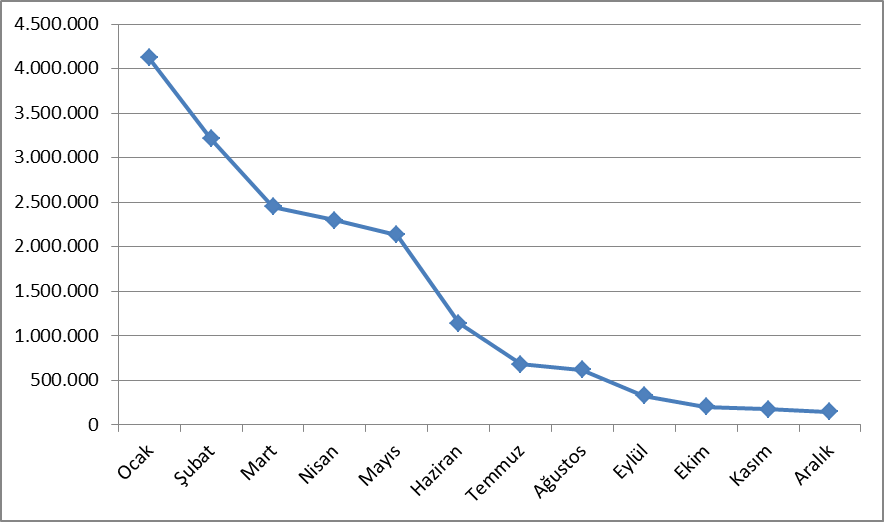 4.500.000
4.000.000
3.500.000
3.000.000
2.500.000
2.000.000
1.500.000
1.000.000
500.000
0
Ocak
Şubat
Mart
Nisan
Mayıs
Haziran
Temmuz
Ağustos
Eylül
Ekim
Kasım
Aralık